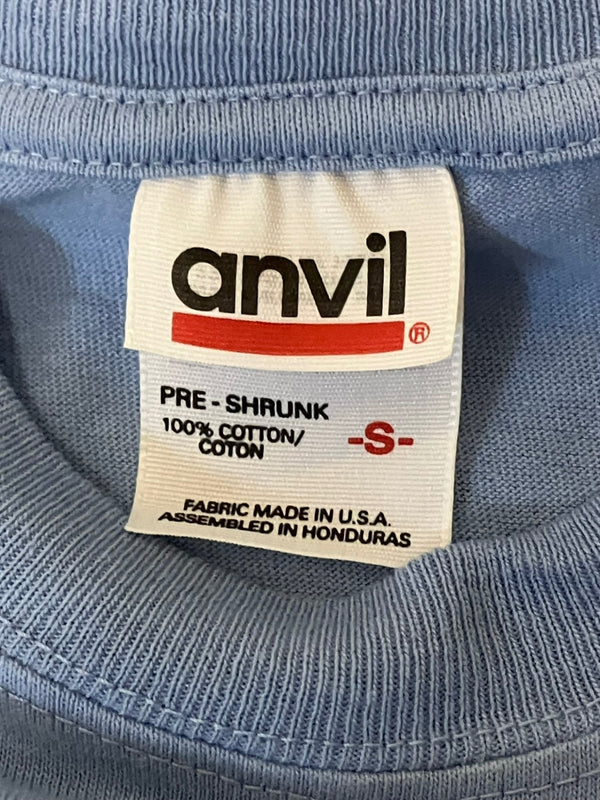 anvil
®
PRE - SHRUNK
100% COTTON/
COTON
-S-
FABRIC MADE IN U.S.A.
ASSEMBLED IN HONDURAS